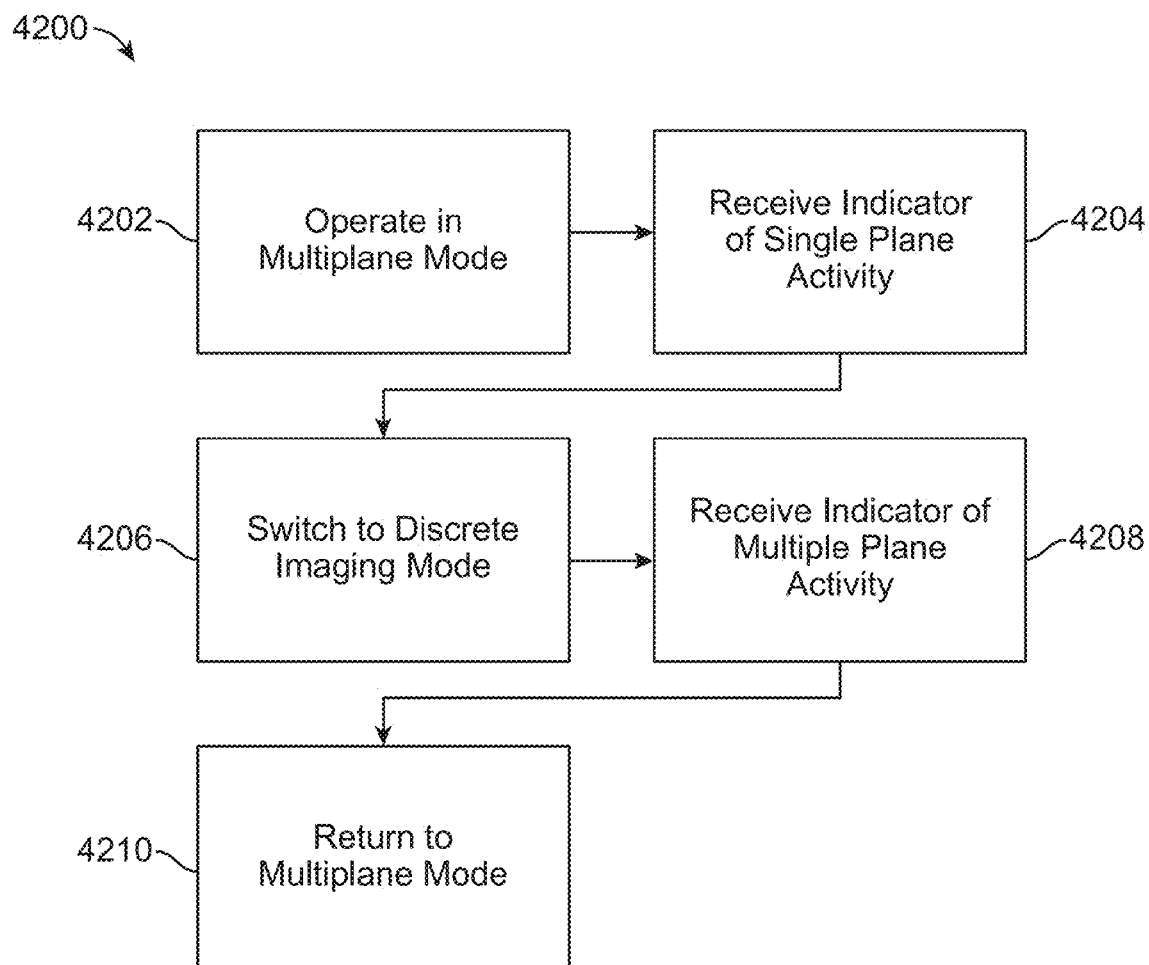 4200
4202
Operate in
Multiplane Mode
Receive Indicator
of Single Plane
Activity
4204
4206
Switch to Discrete
Imaging Mode
Receive Indicator of
Multiple Plane
Activity
4208
4210
Return to
Multiplane Mode